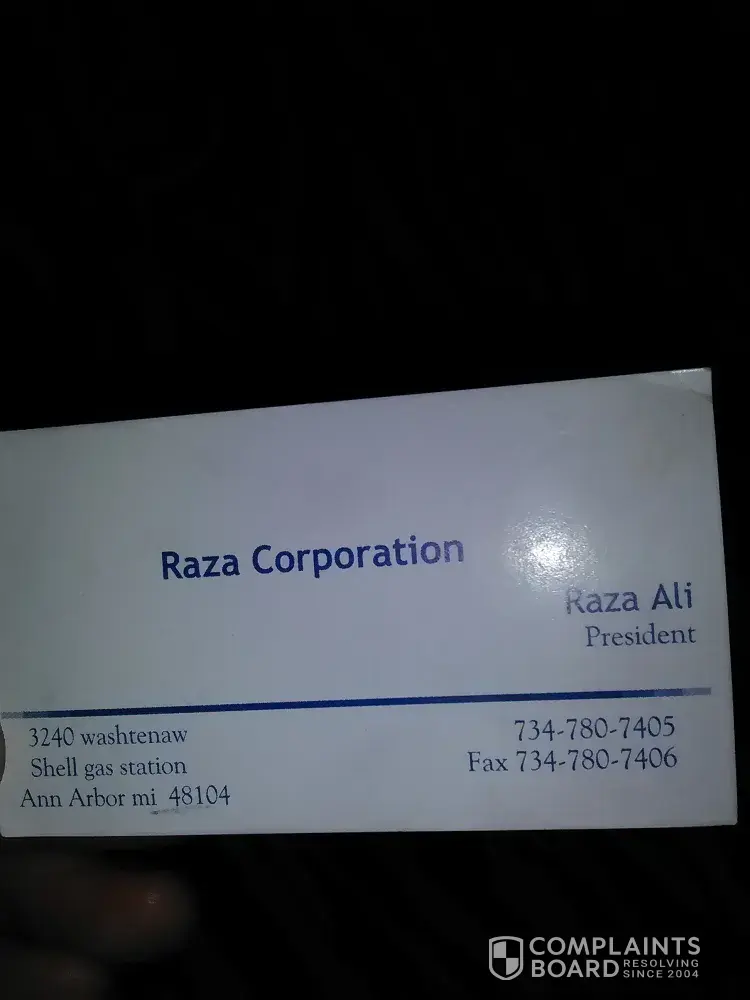 Raza Corporation
Raza Ali
President
3240 washtenaw
Shell gas station
Ann Arbor mi 48104
734-780-7405
Fax 734-780-7406
COMPLAINTS
BOARD RESOLVING SINCE 2004